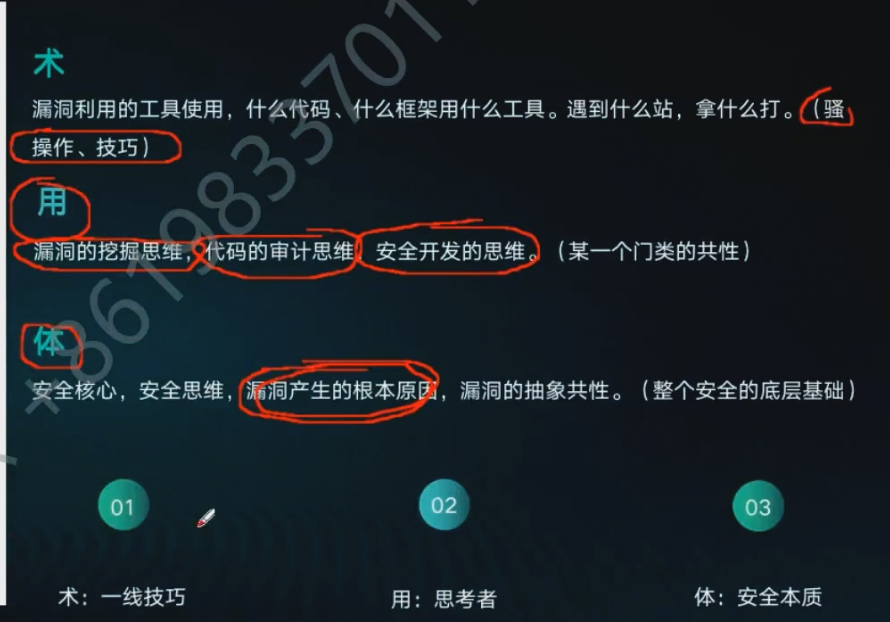 术
漏洞利用的工具使用，什么代码、什么框架用什么工具。遇到什么站，拿什么打。（骚
操作、技巧）
用
漏洞的挖掘思维，代码的审计思维，安全开发的思维。（某一个门类的共性）
体
安全核心，安全思维，漏洞产生的根本原因，漏洞的抽象共性。（整个安全的底层基础）
01
02
03
术：一线技巧
用：思考者
体：安全本质